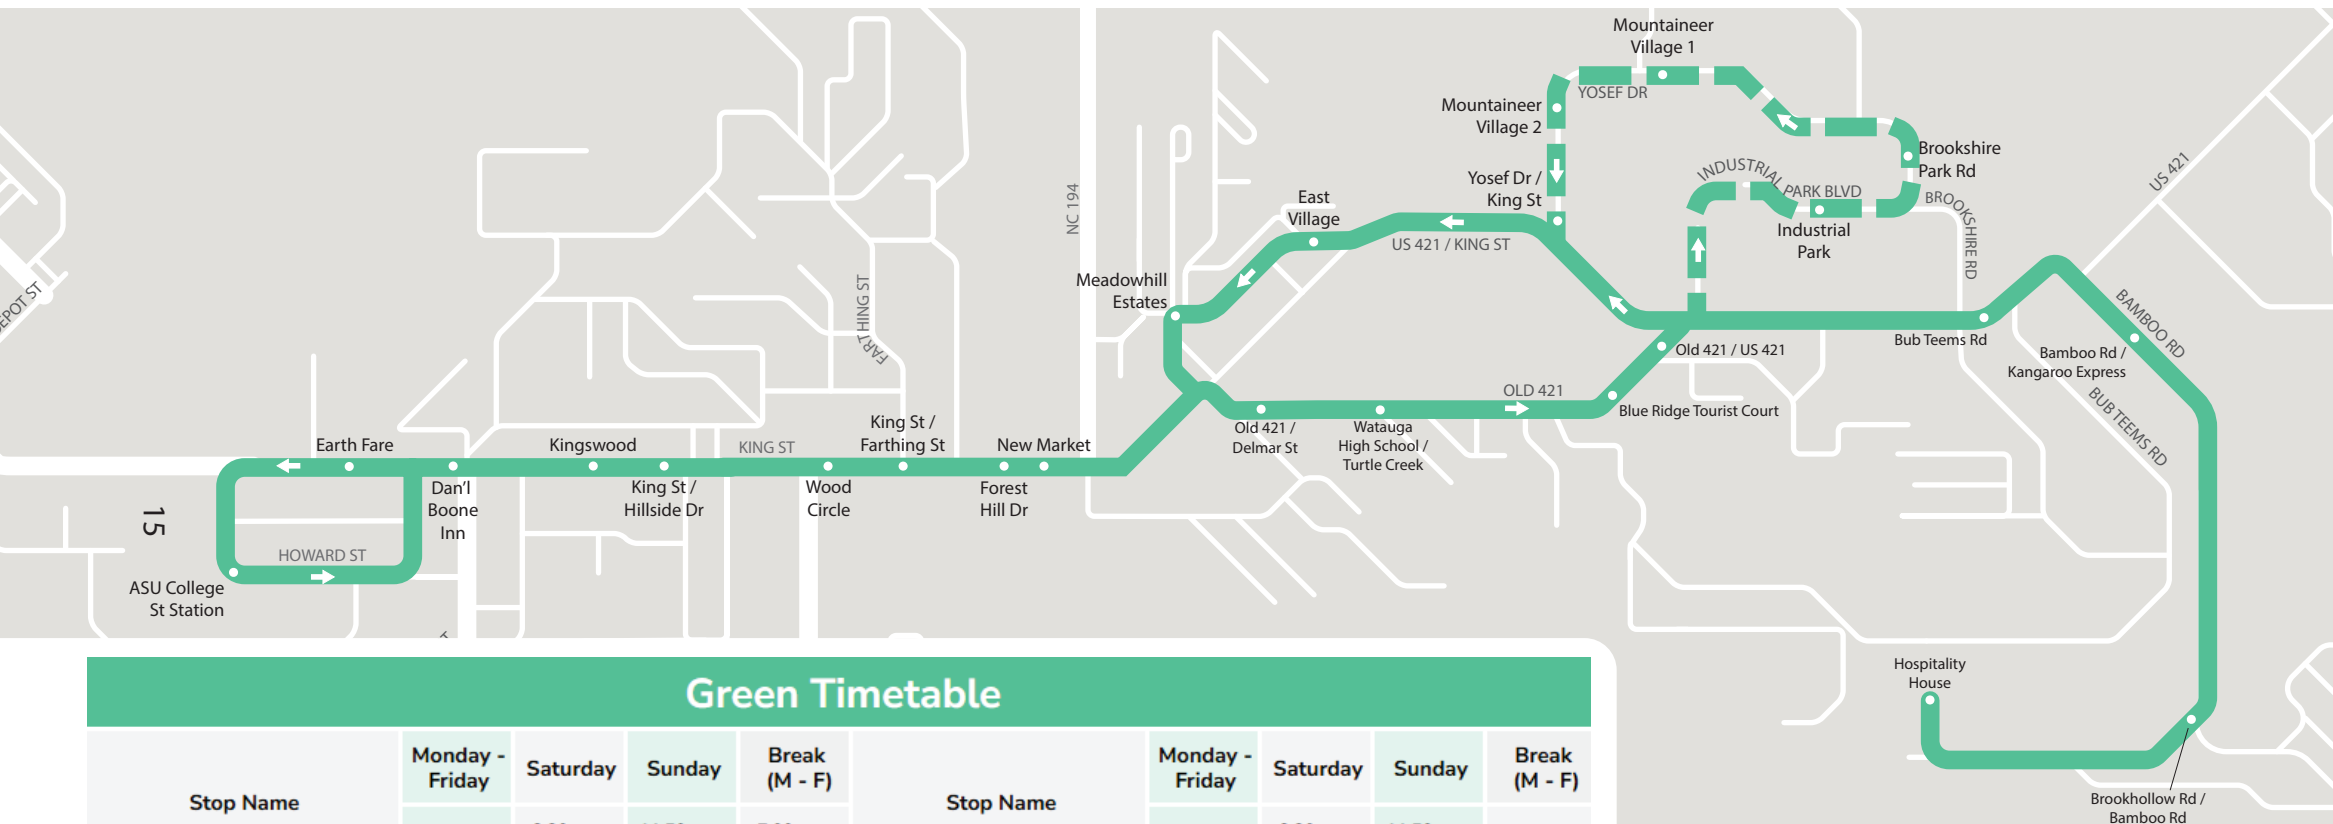 Mountaineer
Village 1
YOSEF DR
Mountaineer
Village 2
Brookshire
Park Rd
INDUSTRIAL PARK BLVD
BROOKSHIRE RD
US 421
Yosef Dr /
King St
East
Village
NC 194
US 421 / KING ST
Industrial
Park
Meadowhill
Estates
DEPOT ST
FARTHING ST
BAMBOO RD
Bub Teems Rd
Old 421 / US 421
Bamboo Rd /
Kangaroo Express
BUB TEEMS RD
OLD 421
Blue Ridge Tourist Court
Old 421 /
Delmar St
Watauga
High School /
Turtle Creek
King St /
Farthing St
New Market
Earth Fare
Kingswood
KING ST
Dan'l
Boone
Inn
King St /
Hillside Dr
Wood
Circle
Forest
Hill Dr
15
HOWARD ST
ASU College
St Station
Hospitality
House
Brookhollow Rd /
Bamboo Rd
Green Timetable
Stop Name
Monday -
Friday
Saturday
Sunday
Break
(M - F)
Stop Name
Monday -
Friday
Saturday
Sunday
Break
(M - F)